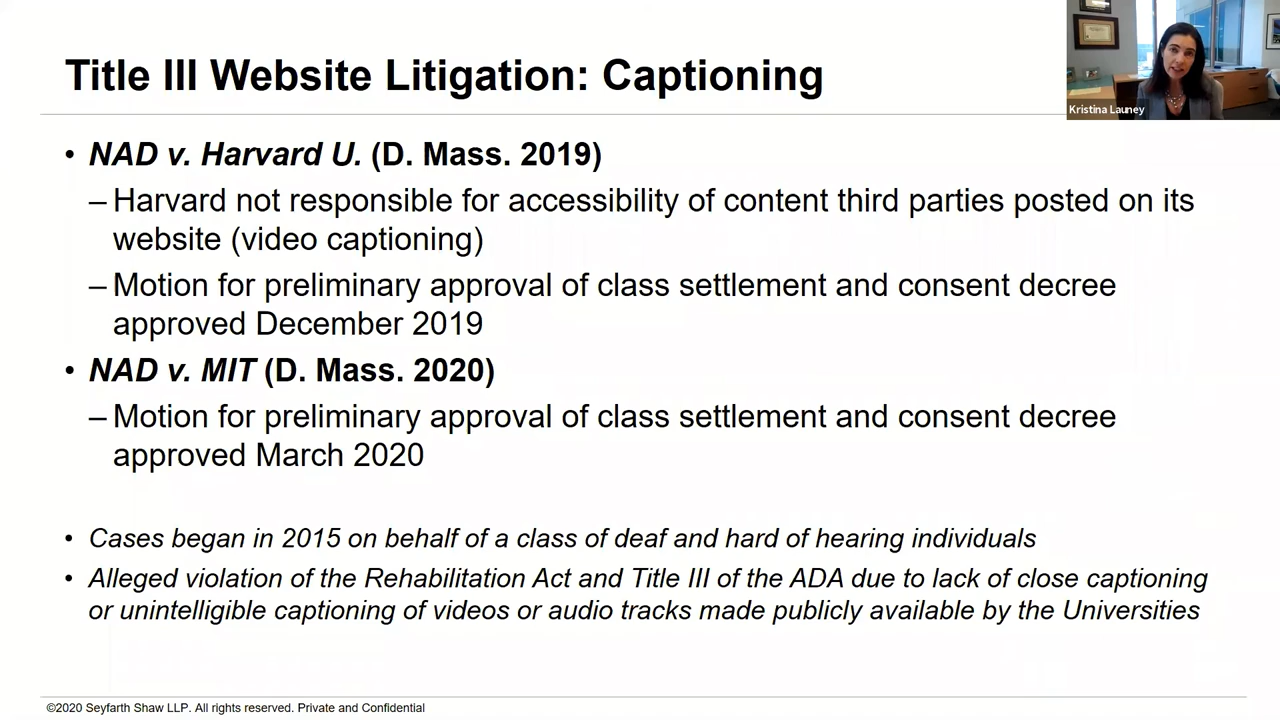 Title III Website Litigation: Captioning
Kristina Launey
• NAD v. Harvard U. (D. Mass. 2019)
– Harvard not responsible for accessibility of content third parties posted on its
website (video captioning)
– Motion for preliminary approval of class settlement and consent decree
approved December 2019
• NAD v. MIT (D. Mass. 2020)
– Motion for preliminary approval of class settlement and consent decree
approved March 2020
• Cases began in 2015 on behalf of a class of deaf and hard of hearing individuals
• Alleged violation of the Rehabilitation Act and Title III of the ADA due to lack of close captioning
or unintelligible captioning of videos or audio tracks made publicly available by the Universities
©2020 Seyfarth Shaw LLP. All rights reserved. Private and Confidential